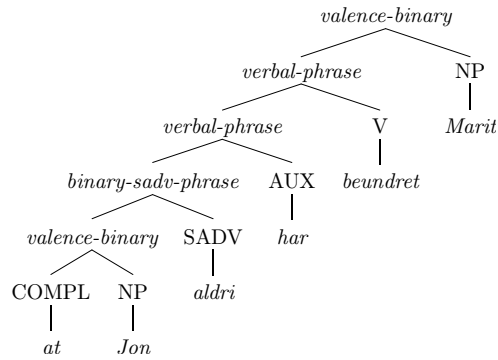 valence-binary
verbal-phrase NP
verbal-phrase V Marit
binary-sadv-phrase AUX beundret
valence-binary SADV har
COMPL NP aldri
at Jon